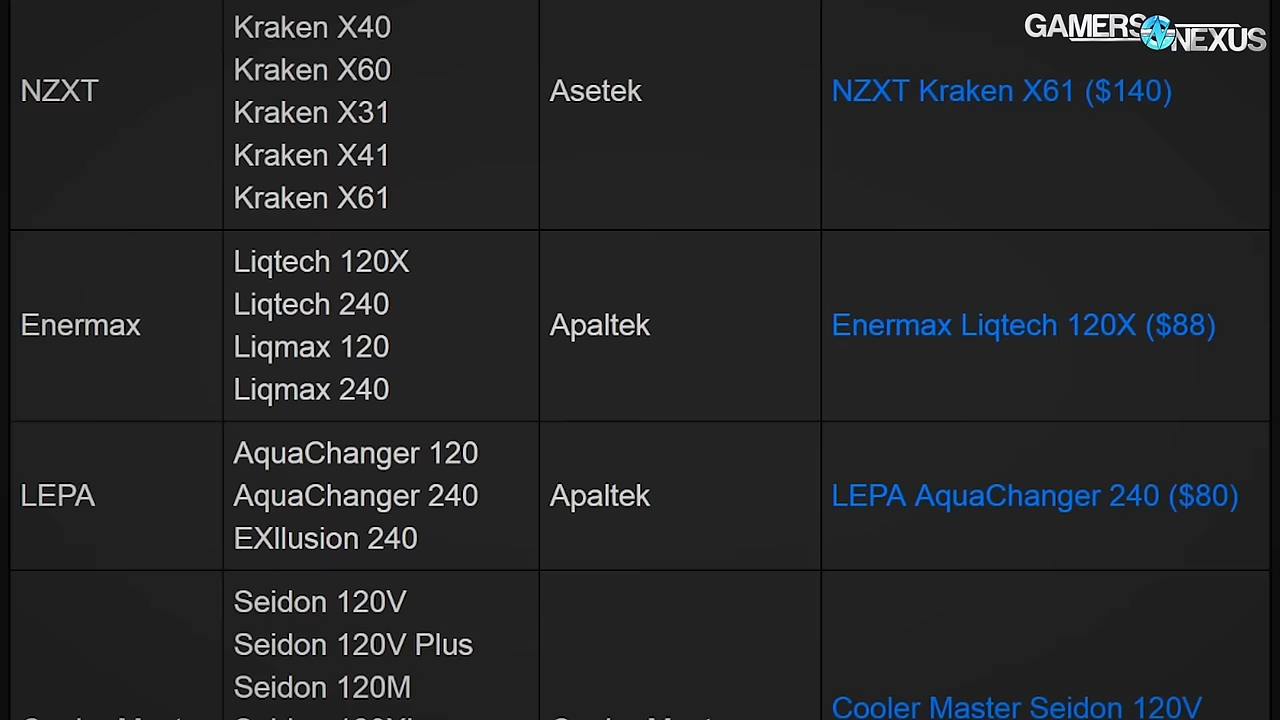 GAMERS NEXUS
NZXT
Kraken X40
Kraken X60
Kraken X31
Kraken X41
Kraken X61
Asetek
NZXT Kraken X61 ($140)
Enermax
Liqtech 120X
Liqtech 240
Liqmax 120
Liqmax 240
Apaltek
Enermax Liqtech 120X ($88)
LEPA
AquaChanger 120
AquaChanger 240
EXllusion 240
Apaltek
LEPA AquaChanger 240 ($80)
Seidon 120V
Seidon 120V Plus
Seidon 120M
Cooler Master Seidon 120V